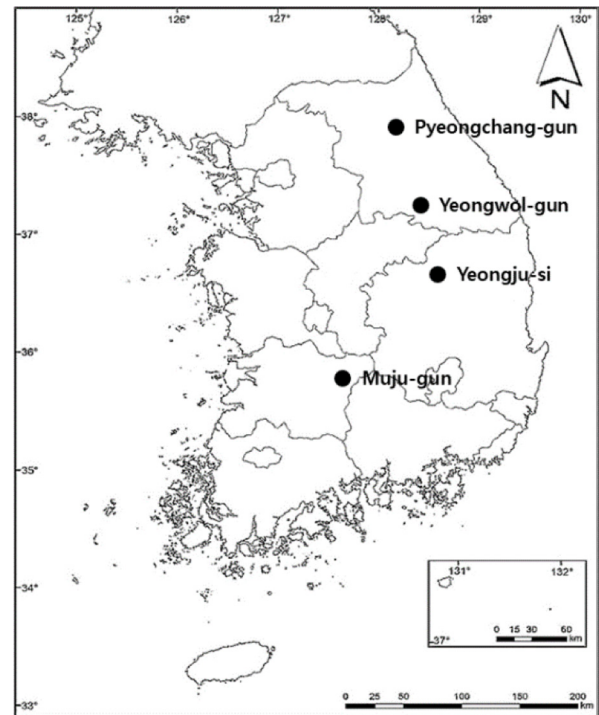 125° 126° 127° 128° 129° 130°
N
38°
Pyeongchang-gun
Yeongwol-gun
37°
Yeongju-si
36°
Muju-gun
35°
34°
131° 132°
37°
0 15 30 60
km
33°
0 25 50 100 150 200
km